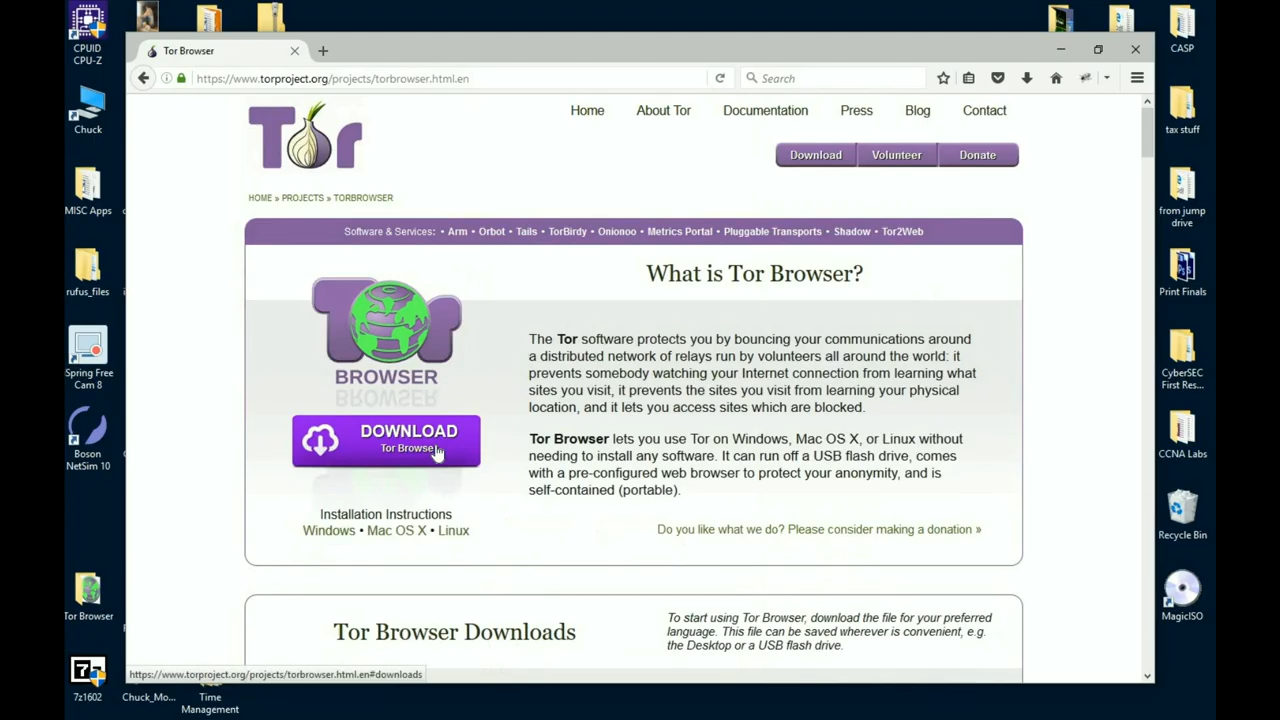 CPUID
CPU-Z
Chuck
MISC Apps
rufus_files
Spring Free
Cam 8
Boson
NetSim 10
Tor Browser
7z1602
Chuck_Mo...
Time
Management
Tor Browser
https://www.torproject.org/projects/torbrowser.html.en
Search
Tor
Home
About Tor
Documentation
Press
Blog
Contact
Download
Volunteer
Donate
HOME » PROJECTS » TORBROWSER
Software & Services: • Arm • Orbot • Tails • TorBirdy • Onionoo • Metrics Portal • Pluggable Transports • Shadow • Tor2Web
Tor
BROWSER
DOWNLOAD
Tor Browser
Installation Instructions
Windows • Mac OS X • Linux
What is Tor Browser?
The Tor software protects you by bouncing your communications around
a distributed network of relays run by volunteers all around the world: it
prevents somebody watching your Internet connection from learning what
sites you visit, it prevents the sites you visit from learning your physical
location, and it lets you access sites which are blocked.
Tor Browser lets you use Tor on Windows, Mac OS X, or Linux without
needing to install any software. It can run off a USB flash drive, comes
with a pre-configured web browser to protect your anonymity, and is
self-contained (portable).
Do you like what we do? Please consider making a donation »
Tor Browser Downloads
To start using Tor Browser, download the file for your preferred
language. This file can be saved wherever is convenient, e.g.
the Desktop or a USB flash drive.
https://www.torproject.org/projects/torbrowser.html.en#downloads
CASP
tax stuff
from jump
drive
Print Finals
CyberSEC
First Res...
CCNA Labs
Recycle Bin
MagicISO